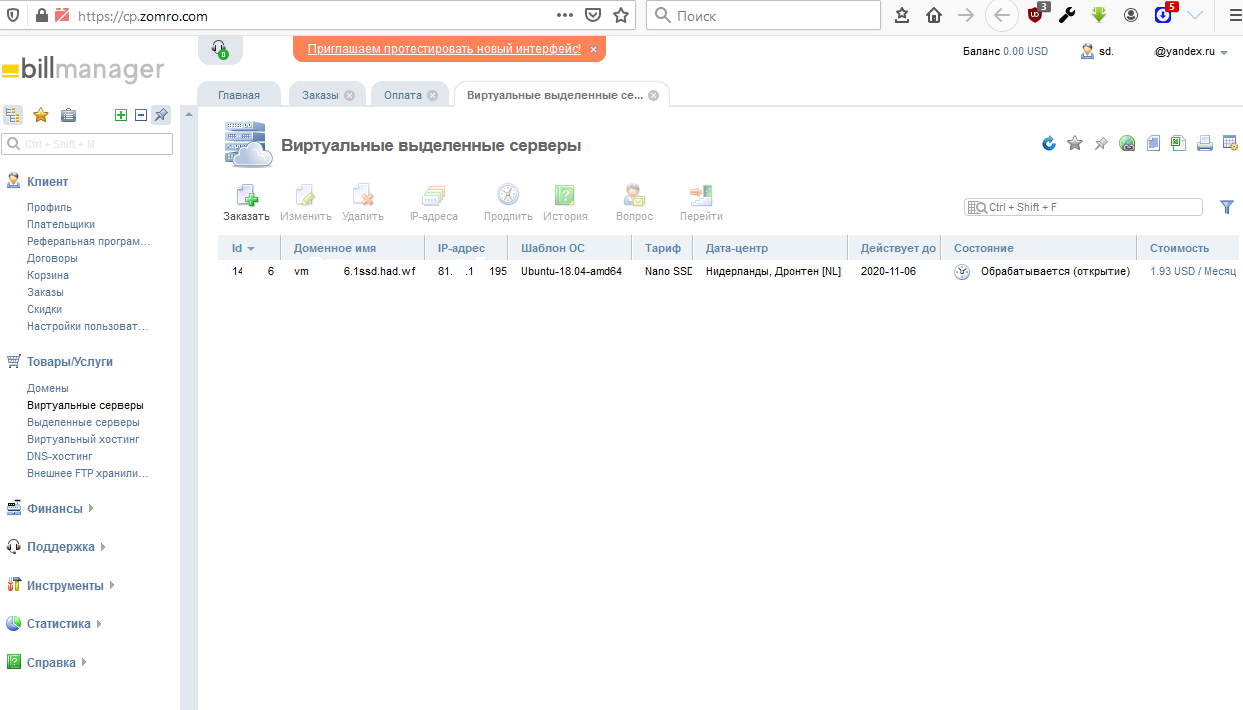 https://cp.zomro.com
Поиск
3
5
billmanager
0
Приглашаем протестировать новый интерфейс! ×
Баланс 0.00 USD
sd.
@yandex.ru
Главная
Заказы
Оплата
Виртуальные выделенные се...
Ctrl + Shift + M
Виртуальные выделенные серверы
Заказать
Изменить
Удалить
IP-адреса
Продлить
История
Вопрос
Перейти
Ctrl + Shift + F
Id Доменное имя IP-адрес Шаблон ОС Тариф Дата-центр Действует до Состояние Стоимость
14 6 vm 6.1ssd.had.wf 81. .1 195 Ubuntu-18.04-amd64 Nano SSD Нидерланды, Дронтен [NL] 2020-11-06 Обрабатывается (открытие) 1.93 USD / Месяц
Клиент
Профиль
Плательщики
Реферальная програм...
Договоры
Корзина
Заказы
Скидки
Настройки пользоват...
Товары/Услуги
Домены
Виртуальные серверы
Выделенные серверы
Виртуальный хостинг
DNS-хостинг
Внешнее FTP хранили...
Финансы
Поддержка
Инструменты
Статистика
Справка